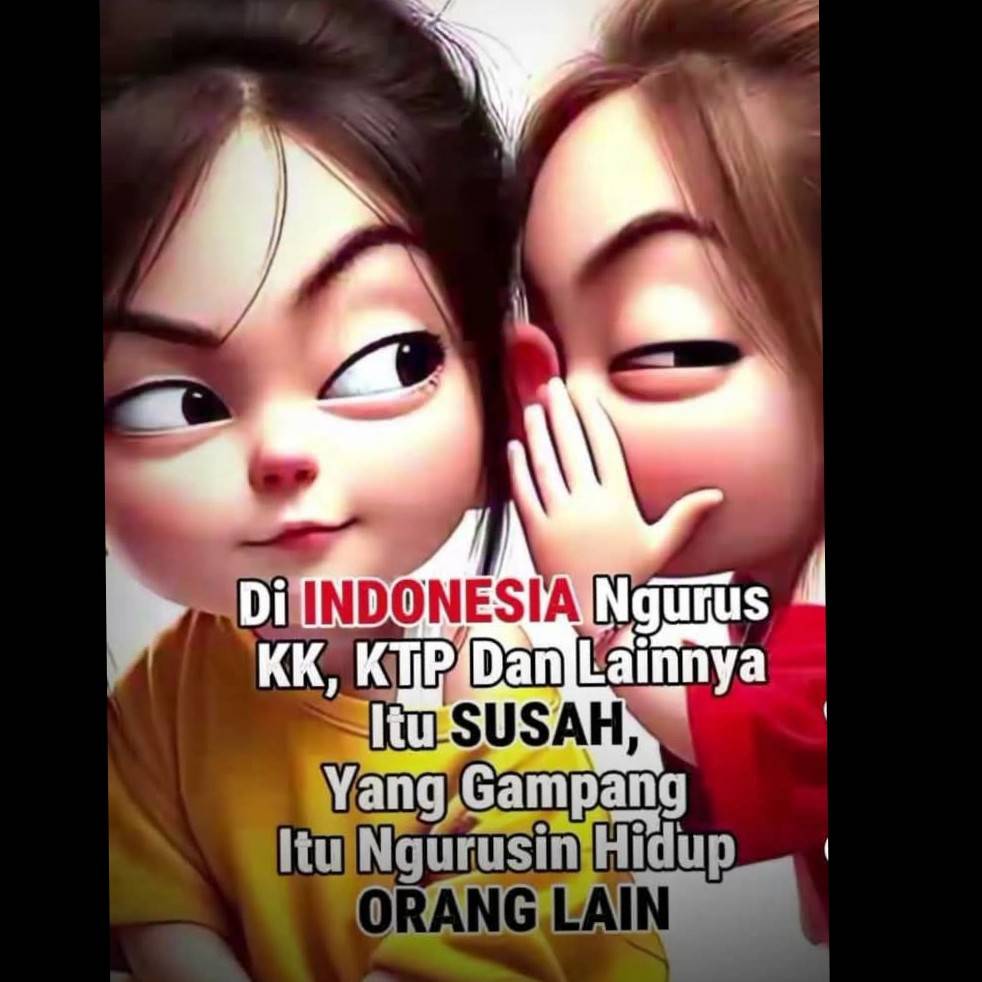 Di INDONESIA Ngurus
KK, KTP Dan Lainnya
Itu SUSAH,
Yang Gampang
Itu Ngurusin Hidup
ORANG LAIN